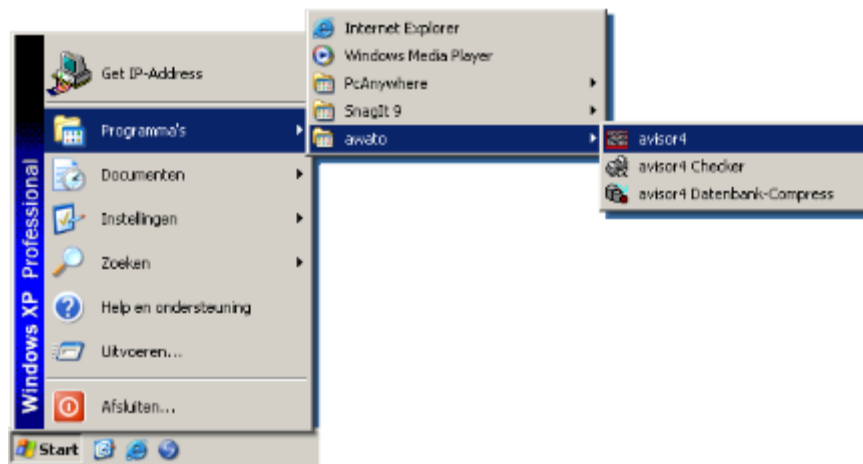 Get IP-Address
Programma's
Documenten
Instellingen
Zoeken
Help en ondersteuning
Uitvoeren...
Afsluiten...
Windows XP Professional
Start
Internet Explorer
Windows Media Player
PcAnywhere
SnagIt 9
awato
avisor4
avisor4 Checker
avisor4 Datenbank-Compress